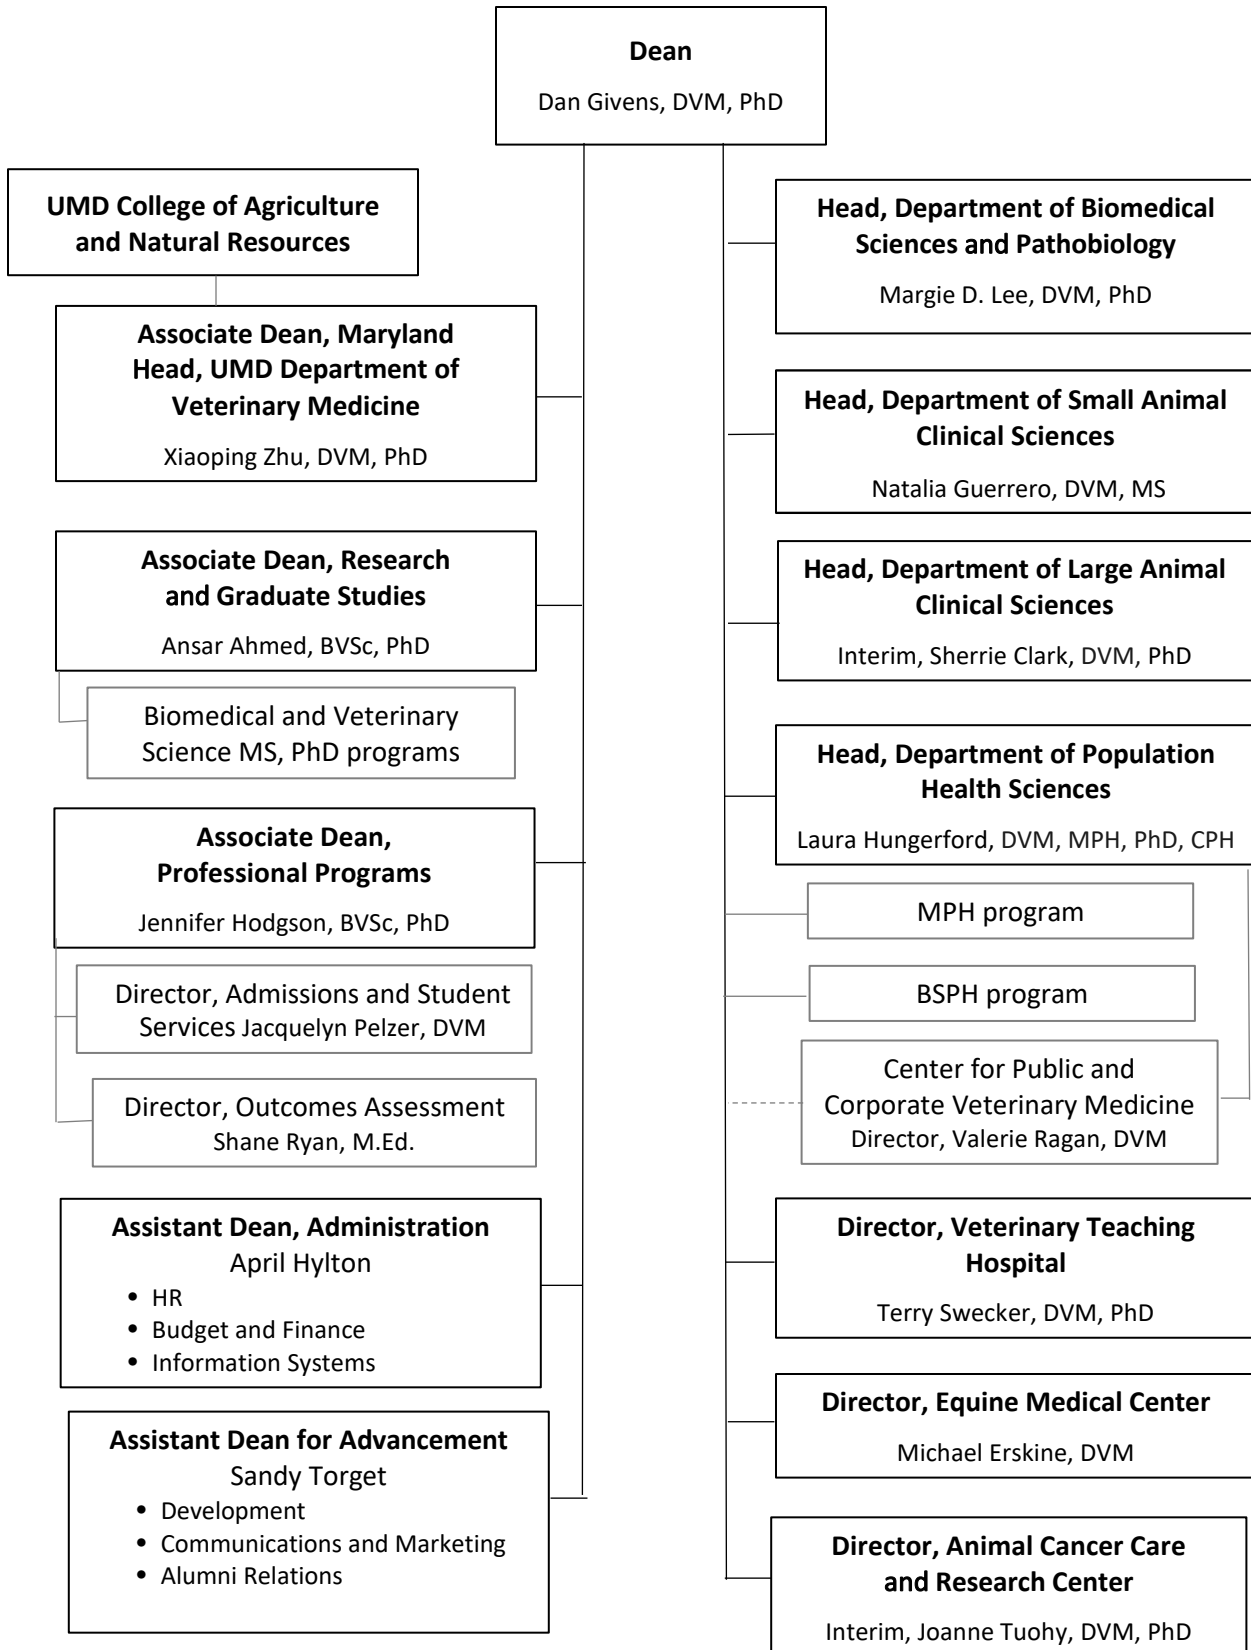 Dean
Dan Givens, DVM, PhD
UMD College of Agriculture
and Natural Resources
Associate Dean, Maryland
Head, UMD Department of
Veterinary Medicine
Xiaoping Zhu, DVM, PhD
Associate Dean, Research
and Graduate Studies
Ansar Ahmed, BVSc, PhD
Biomedical and Veterinary
Science MS, PhD programs
Associate Dean,
Professional Programs
Jennifer Hodgson, BVSc, PhD
Director, Admissions and Student
Services Jacquelyn Pelzer, DVM
Director, Outcomes Assessment
Shane Ryan, M.Ed.
Assistant Dean, Administration
April Hylton
• HR
• Budget and Finance
• Information Systems
Assistant Dean for Advancement
Sandy Torget
• Development
• Communications and Marketing
• Alumni Relations
Head, Department of Biomedical
Sciences and Pathobiology
Margie D. Lee, DVM, PhD
Head, Department of Small Animal
Clinical Sciences
Natalia Guerrero, DVM, MS
Head, Department of Large Animal
Clinical Sciences
Interim, Sherrie Clark, DVM, PhD
Head, Department of Population
Health Sciences
Laura Hungerford, DVM, MPH, PhD, CPH
MPH program
BSPH program
Center for Public and
Corporate Veterinary Medicine
Director, Valerie Ragan, DVM
Director, Veterinary Teaching
Hospital
Terry Swecker, DVM, PhD
Director, Equine Medical Center
Michael Erskine, DVM
Director, Animal Cancer Care
and Research Center
Interim, Joanne Tuohy, DVM, PhD